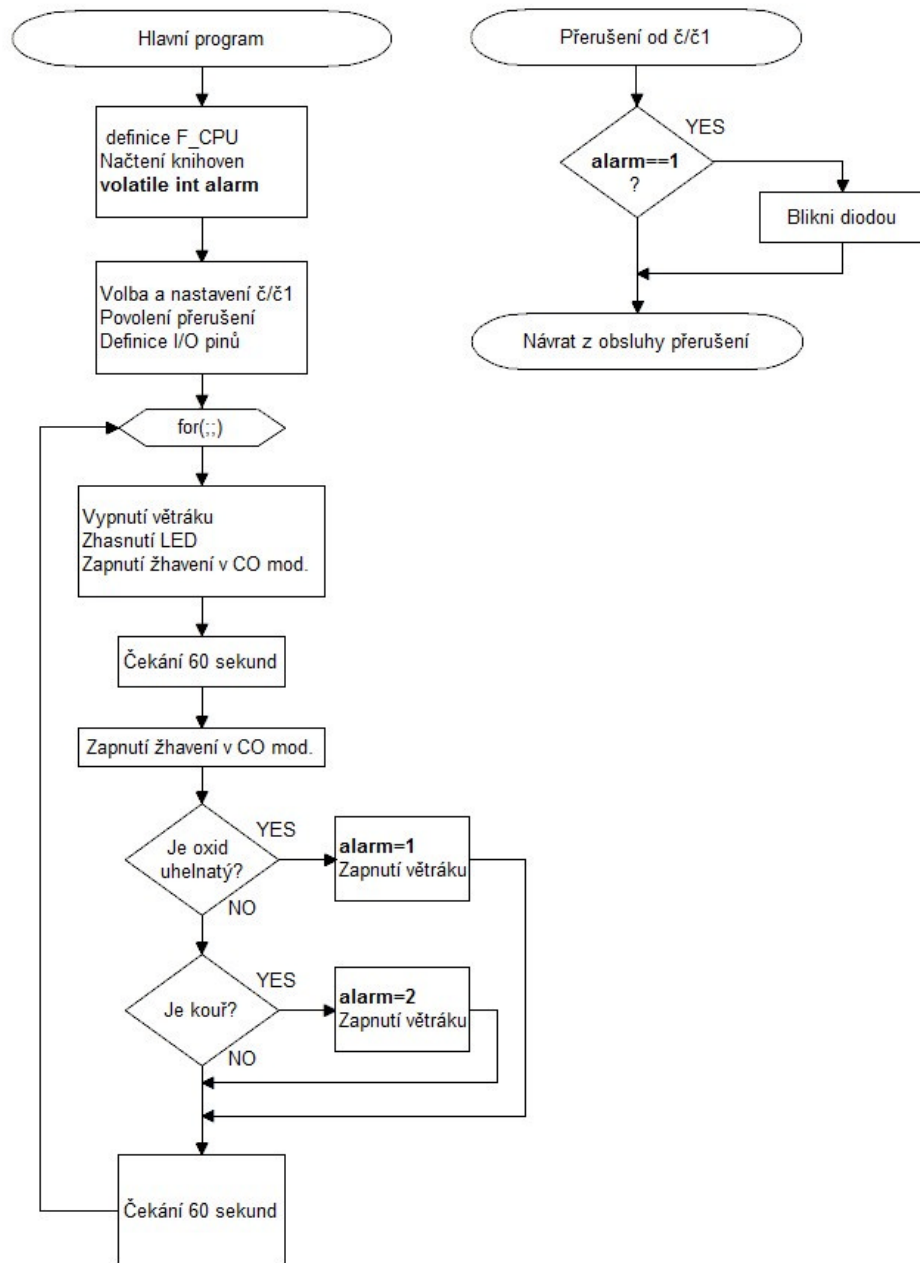 Hlavní program
definice F_CPU
Načtení knihoven
volatile int alarm
Volba a nastavení č/č1
Povolení přerušení
Definice I/O pinů
for(;;)
Vypnutí větráku
Zhasnutí LED
Zapnutí žhavení v CO mod.
Čekání 60 sekund
Zapnutí žhavení v CO mod.
Je oxid
uhelnatý?
YES
NO
alarm=1
Zapnutí větráku
Je kouř?
YES
NO
alarm=2
Zapnutí větráku
Čekání 60 sekund
Přerušení od č/č1
alarm==1
?
YES
Blikni diodou
Návrat z obsluhy přerušení